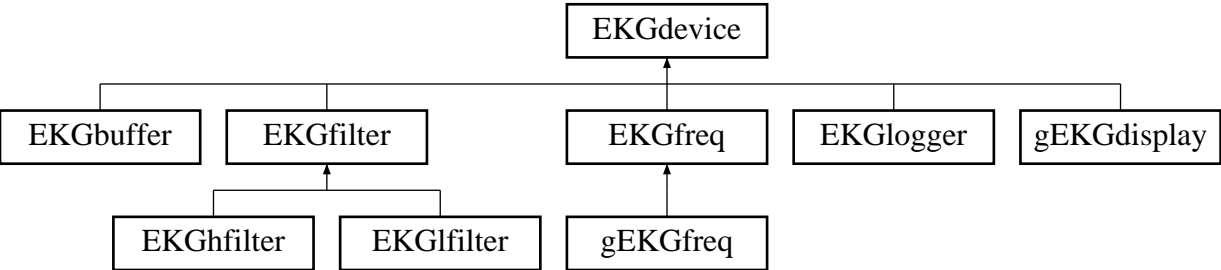 EKGdevice
EKGbuffer EKGfilter EKGfreq EKGlogger gEKGdisplay
EKGhfilter EKGlfilter gEKGfreq